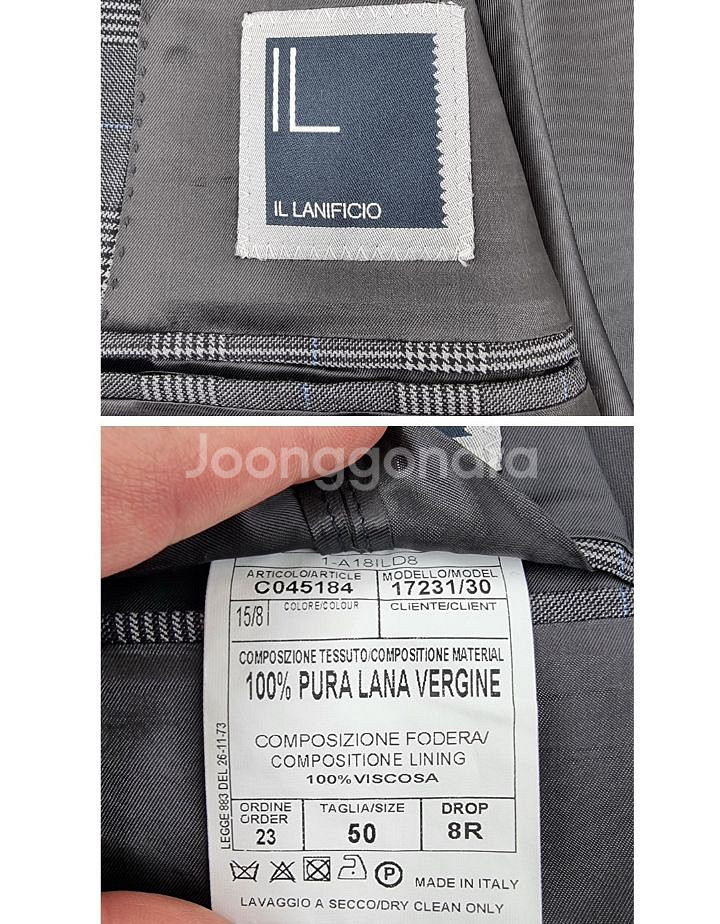 IL
IL LANIFICIO
Joonggonara
1-A18ILD8
ARTICOLO/ARTICLE
C045184
MODELLO/MODEL
17231/30
15/8
COLORE/COLOUR
CLIENTE/CLIENT
COMPOSIZIONE TESSUTO/COMPOSITIONE MATERIAL
100% PURA LANA VERGINE
COMPOSIZIONE FODERA/
COMPOSITIONE LINING
100%VISCOSA
LEGGE 883 DEL 26-11-73
ORDINE
ORDER
23
TAGLIA/SIZE
50
DROP
8R
P
MADE IN ITALY
LAVAGGIO A SECCO/DRY CLEAN ONLY